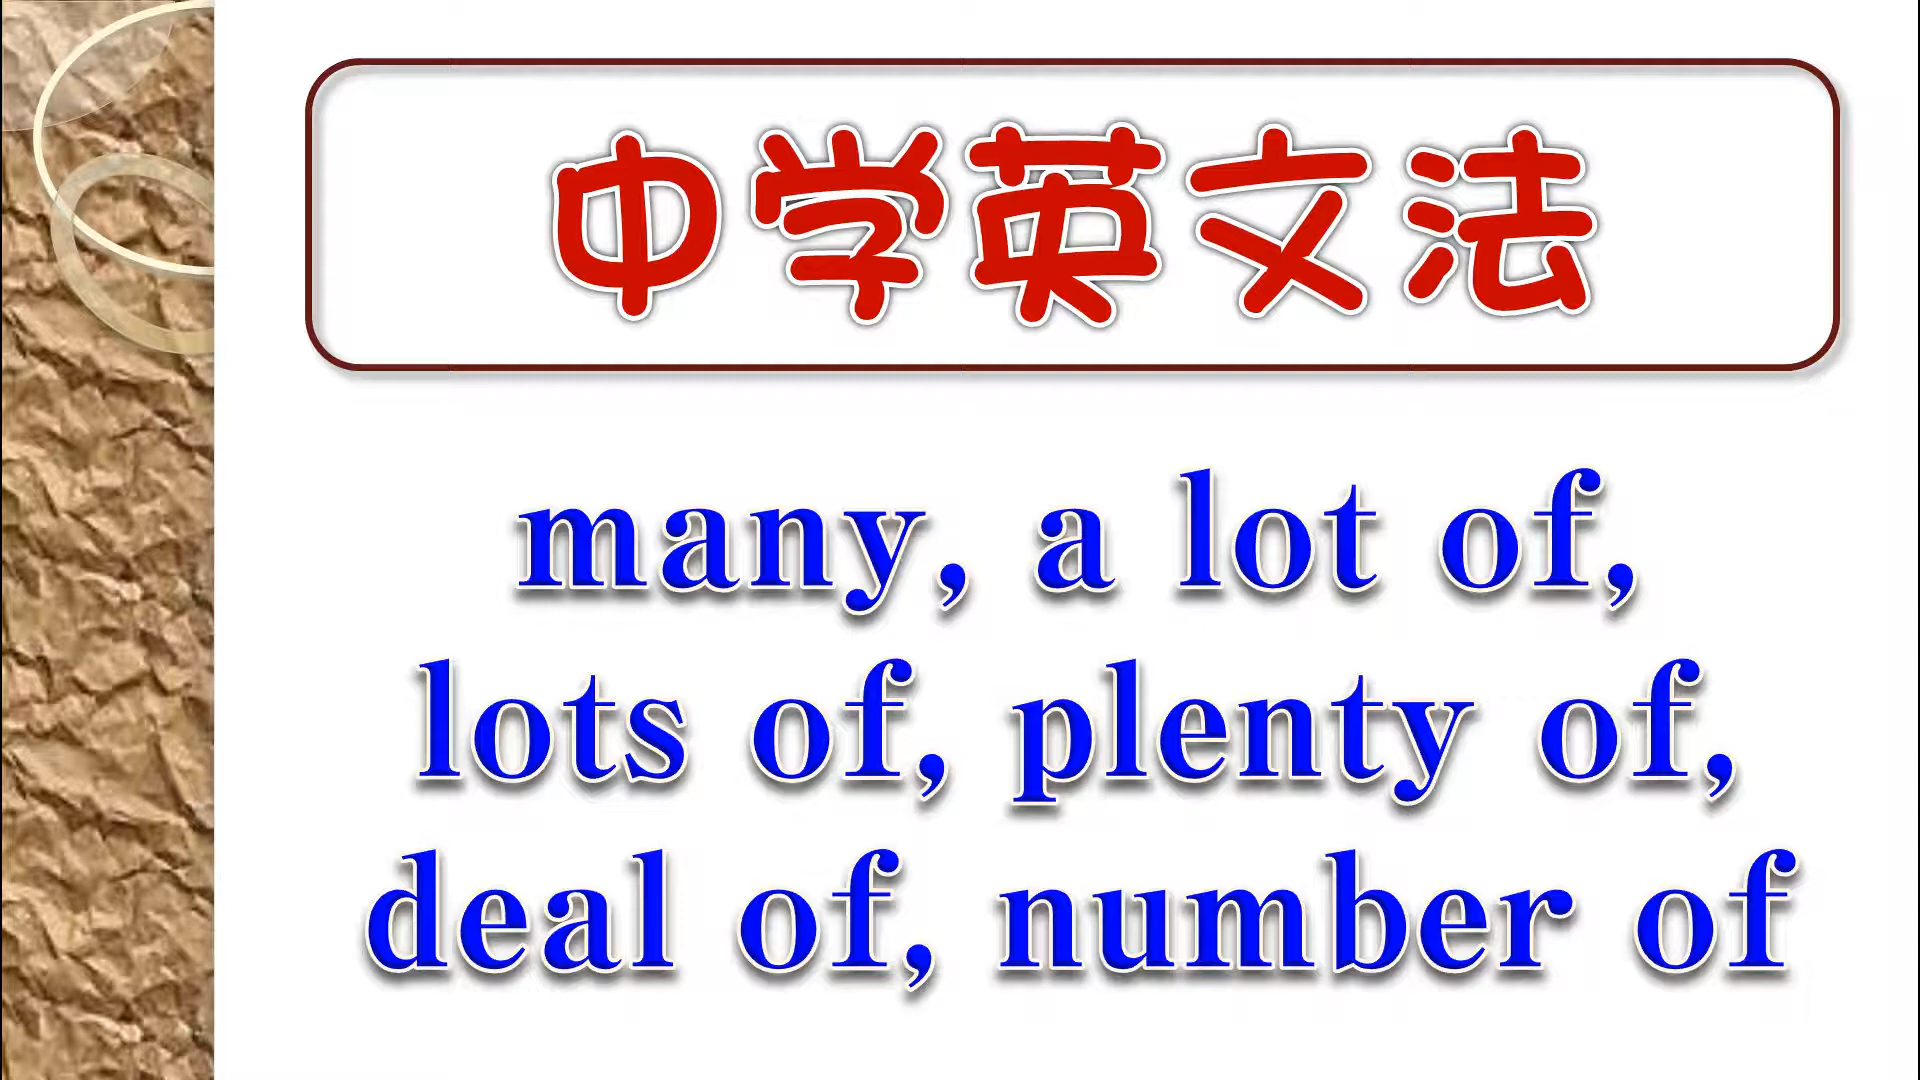 中学英文法
many, a lot of,
lots of, plenty of,
deal of, number of